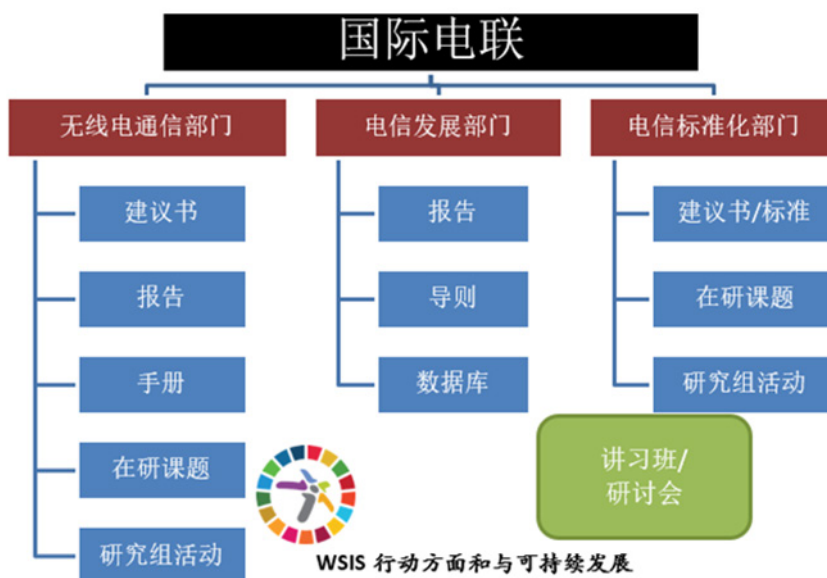 国际电联
无线电通信部门
电信发展部门
电信标准化部门
建议书
报告
手册
在研课题
研究组活动
报告
导则
数据库
建议书/标准
在研课题
研究组活动
讲习班/
研讨会
WSIS 行动方面和与可持续发展